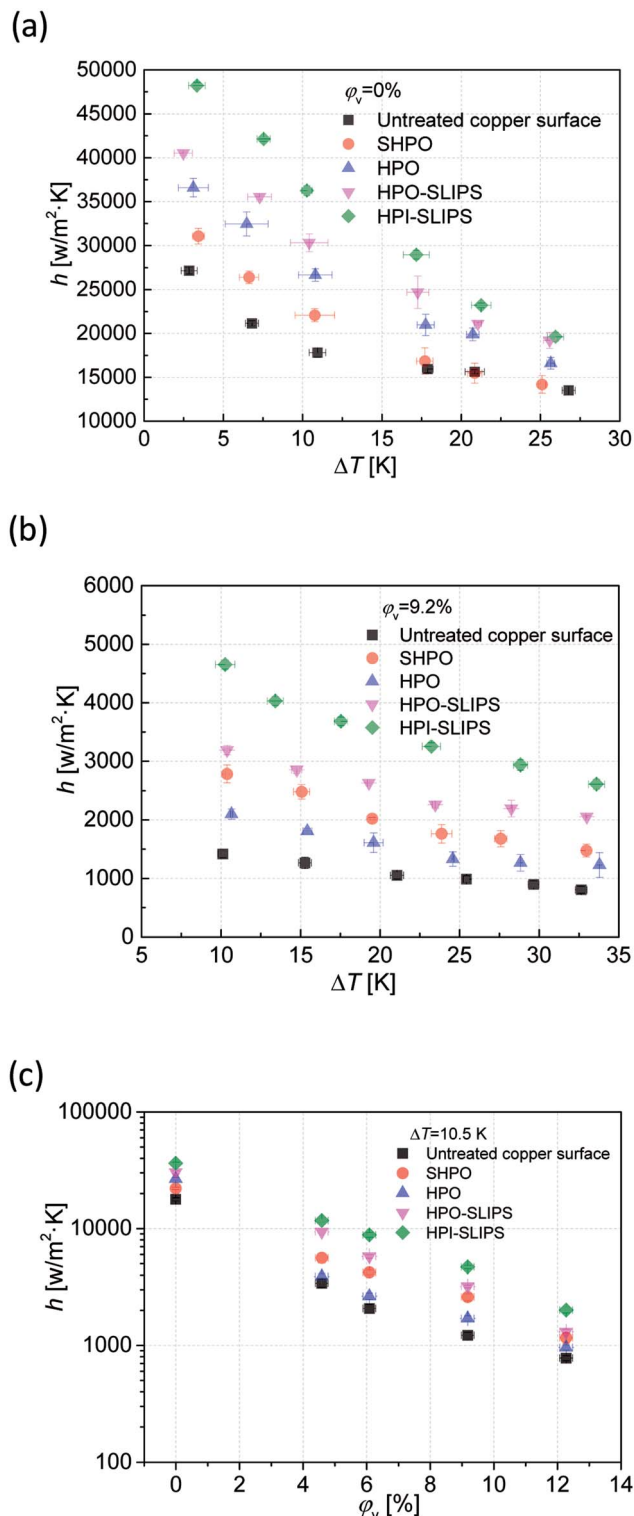 (a)
50000
45000
40000
35000
30000
25000
20000
15000
10000
h [w/m²·K]
φv=0%
Untreated copper surface
SHPO
HPO
HPO-SLIPS
HPI-SLIPS
0 5 10 15 20 25 30
ΔT [K]
(b)
6000
5000
4000
3000
2000
1000
0
h [w/m²·K]
φv=9.2%
Untreated copper surface
SHPO
HPO
HPO-SLIPS
HPI-SLIPS
5 10 15 20 25 30 35
ΔT [K]
(c)
100000
10000
1000
100
h [w/m²·K]
ΔT=10.5 K
Untreated copper surface
SHPO
HPO
HPO-SLIPS
HPI-SLIPS
0 2 4 6 8 10 12 14
φv [%]